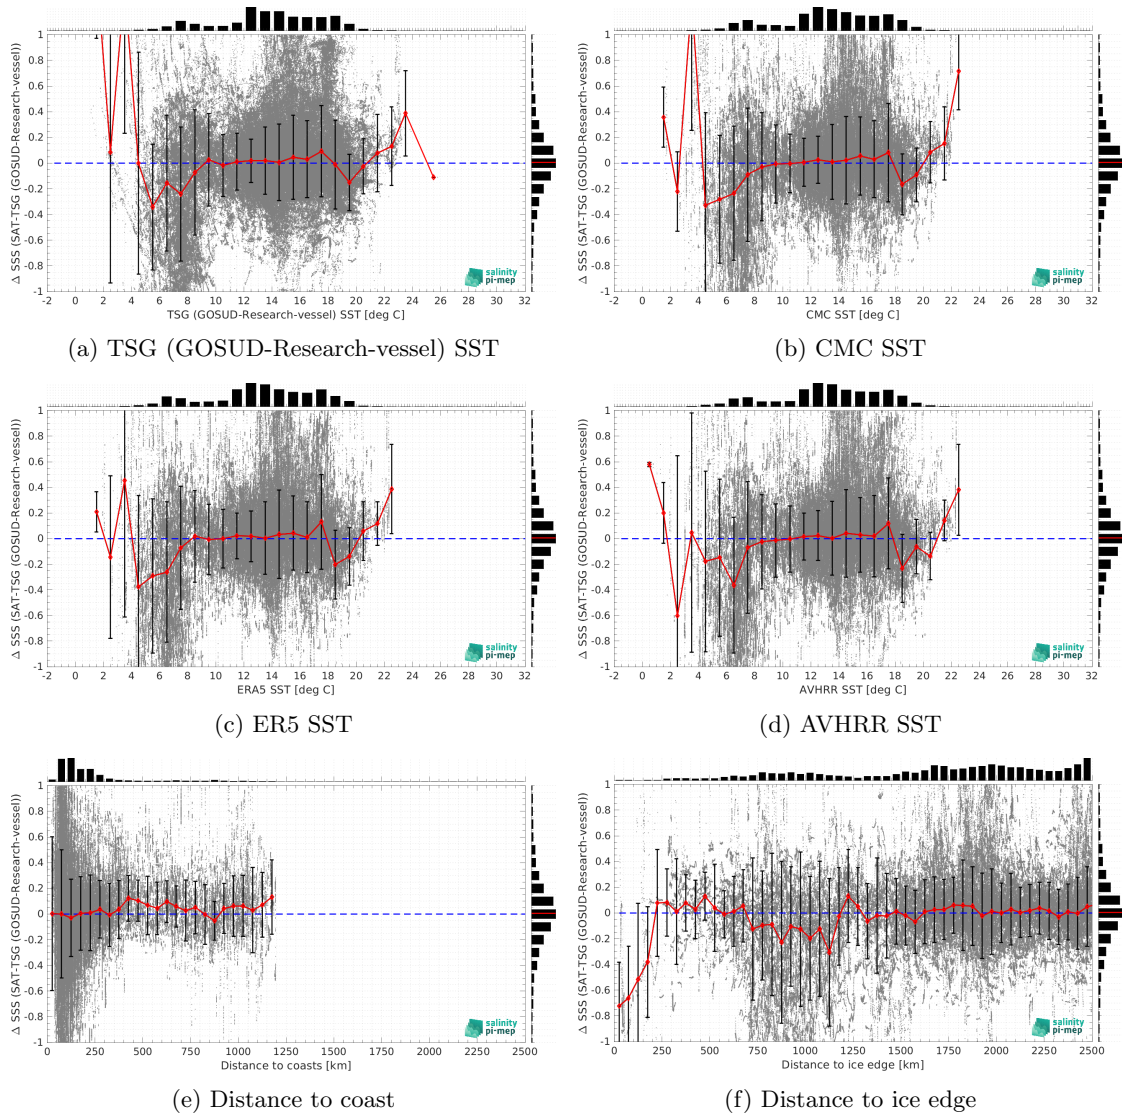 Δ SSS (SAT-TSG (GOSUD-Research-vessel))
1
0.8
0.6
0.4
0.2
0
-0.2
-0.4
-0.6
-0.8
-1
-2 0 2 4 6 8 10 12 14 16 18 20 22 24 26 28 30 32
TSG (GOSUD-Research-vessel) SST [deg C]
salinity
pi-mep
(a) TSG (GOSUD-Research-vessel) SST
Δ SSS (SAT-TSG (GOSUD-Research-vessel))
1
0.8
0.6
0.4
0.2
0
-0.2
-0.4
-0.6
-0.8
-1
-2 0 2 4 6 8 10 12 14 16 18 20 22 24 26 28 30 32
CMC SST [deg C]
salinity
pi-mep
(b) CMC SST
Δ SSS (SAT-TSG (GOSUD-Research-vessel))
1
0.8
0.6
0.4
0.2
0
-0.2
-0.4
-0.6
-0.8
-1
-2 0 2 4 6 8 10 12 14 16 18 20 22 24 26 28 30 32
ERA5 SST [deg C]
salinity
pi-mep
(c) ER5 SST
Δ SSS (SAT-TSG (GOSUD-Research-vessel))
1
0.8
0.6
0.4
0.2
0
-0.2
-0.4
-0.6
-0.8
-1
-2 0 2 4 6 8 10 12 14 16 18 20 22 24 26 28 30 32
AVHRR SST [deg C]
salinity
pi-mep
(d) AVHRR SST
Δ SSS (SAT-TSG (GOSUD-Research-vessel))
1
0.8
0.6
0.4
0.2
0
-0.2
-0.4
-0.6
-0.8
-1
0 250 500 750 1000 1250 1500 1750 2000 2250 2500
Distance to coasts [km]
salinity
pi-mep
(e) Distance to coast
Δ SSS (SAT-TSG (GOSUD-Research-vessel))
1
0.8
0.6
0.4
0.2
0
-0.2
-0.4
-0.6
-0.8
-1
0 250 500 750 1000 1250 1500 1750 2000 2250 2500
Distance to ice edge [km]
salinity
pi-mep
(f) Distance to ice edge